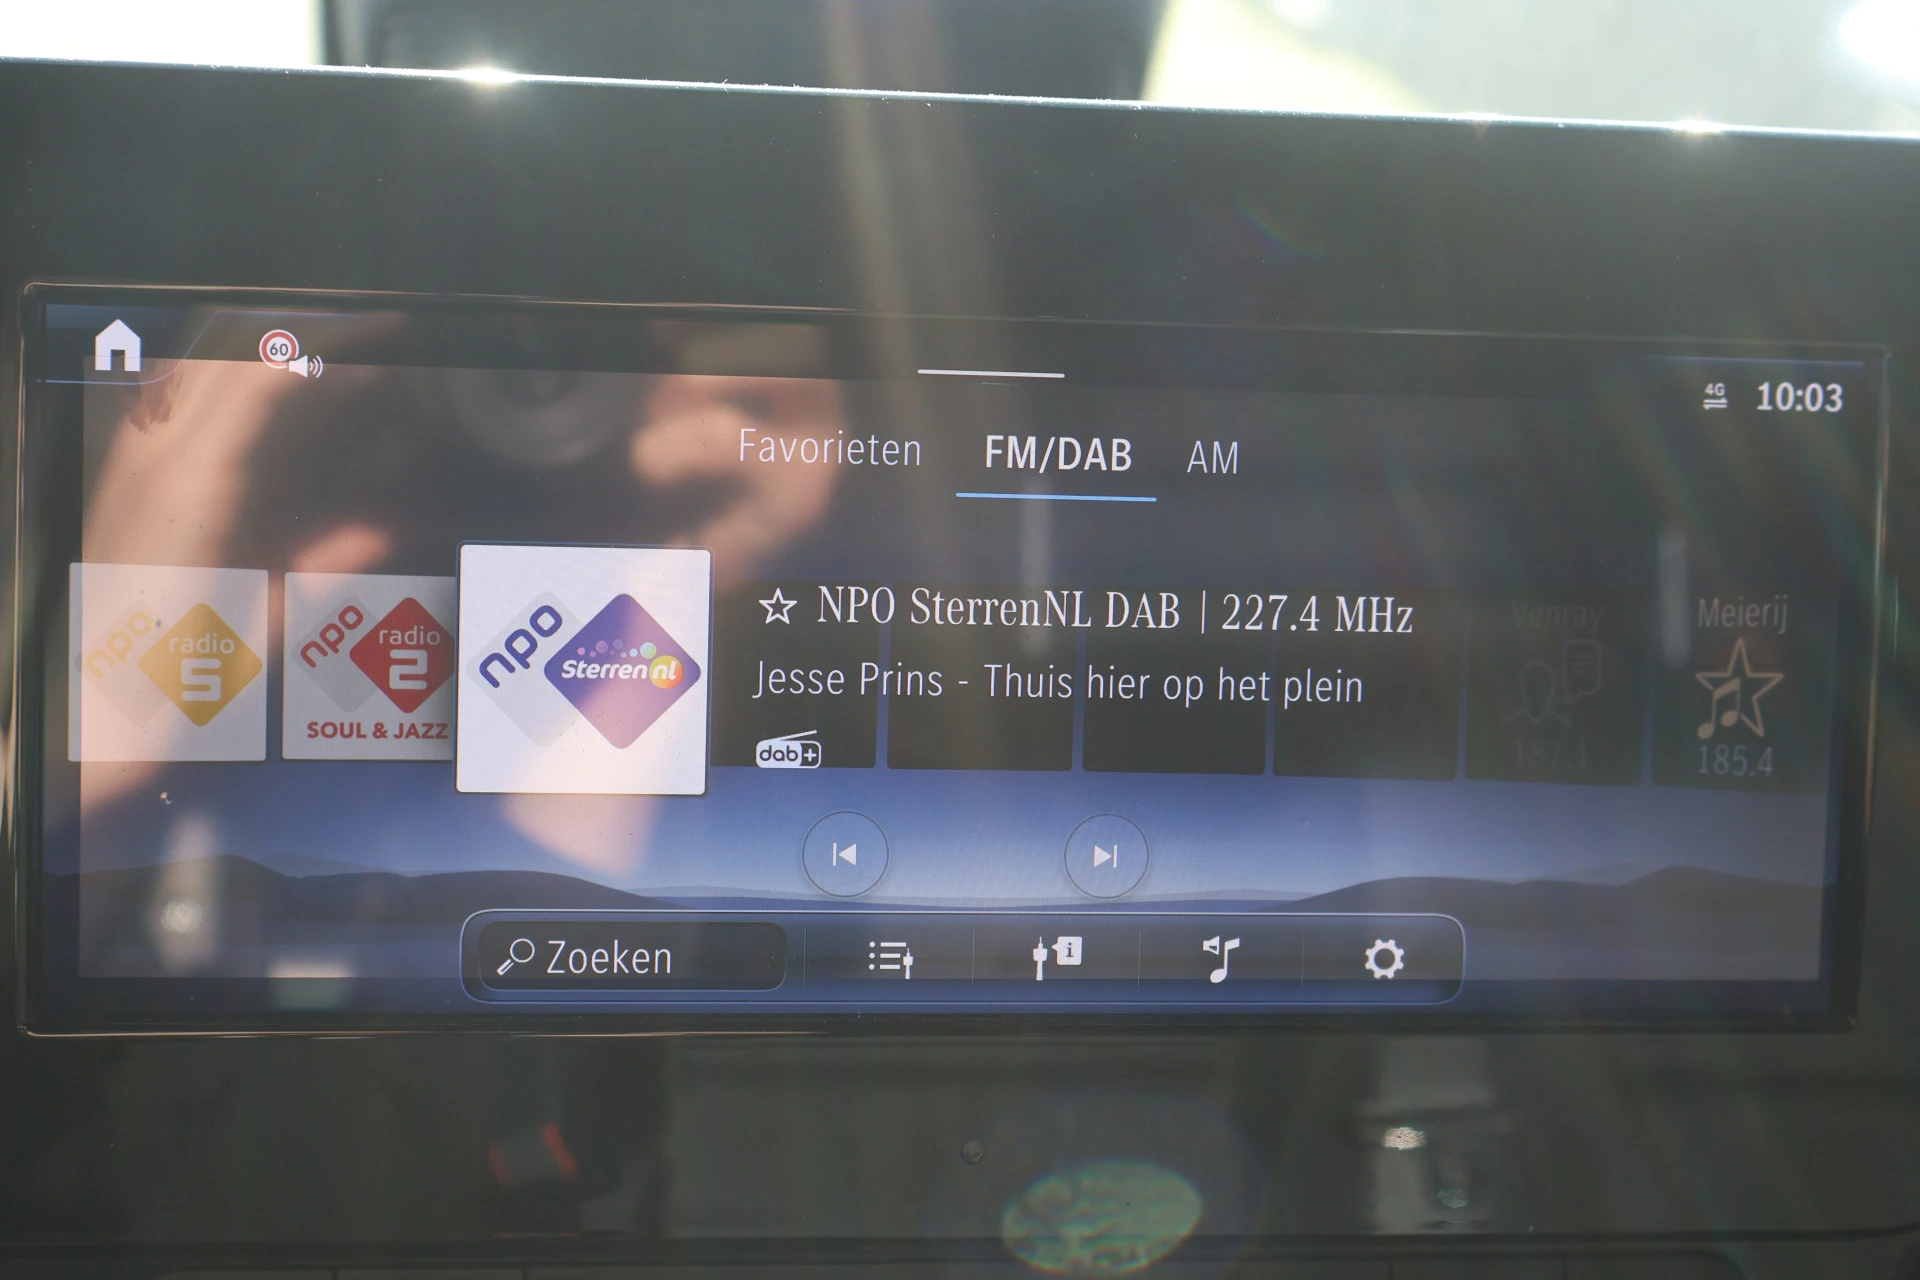 60
4G 10:03
Favorieten FM/DAB AM
npo radio 5
npo radio 2 SOUL & JAZZ
npo Sterren nl
NPO SterrenNL DAB | 227.4 MHz
Jesse Prins - Thuis hier op het plein
dab+
Venray
187.1
Meierij
185.4
Zoeken
i